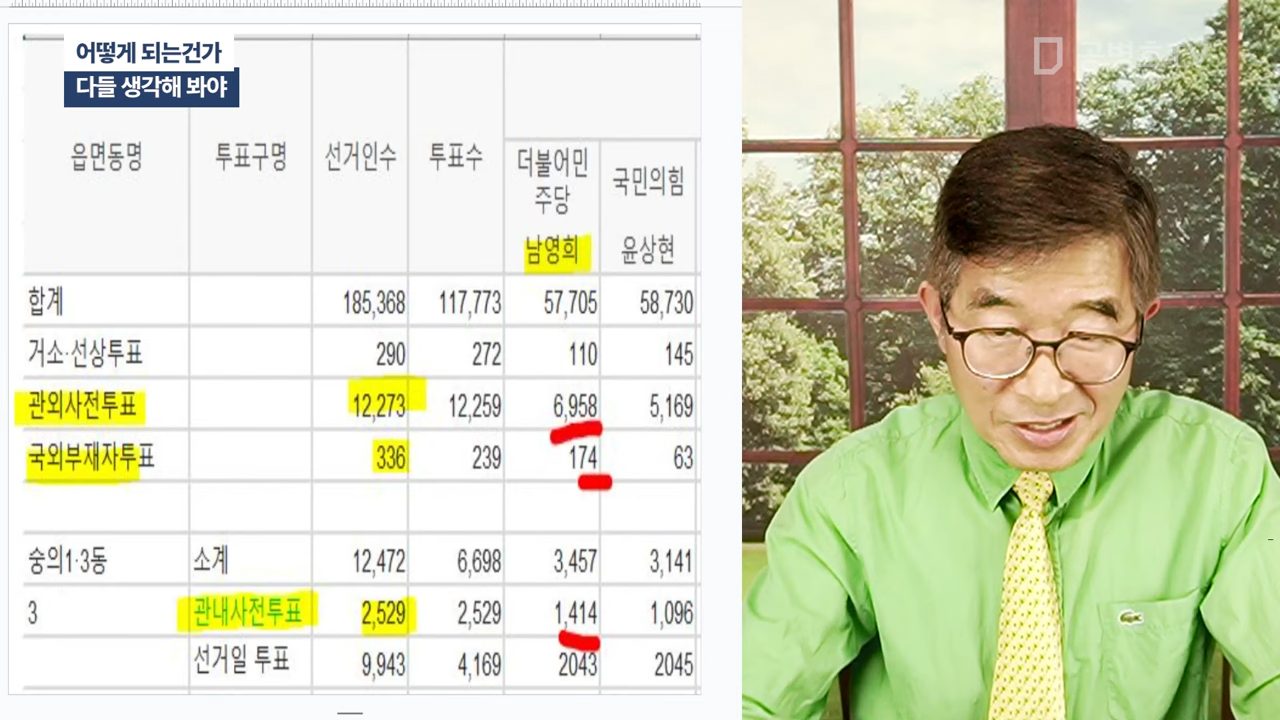 어떻게 되는건가
다들 생각해 봐야
읍면동명 투표구명 선거인수 투표수 더불어민주당 남영희 국민의힘 윤상현
합계 185,368 117,773 57,705 58,730
거소·선상투표 290 272 110 145
관외사전투표 12,273 12,259 6,958 5,169
국외부재자투표 336 239 174 63
숭의1·3동 소계 12,472 6,698 3,457 3,141
3 관내사전투표 2,529 2,529 1,414 1,096
선거일 투표 9,943 4,169 2043 2045